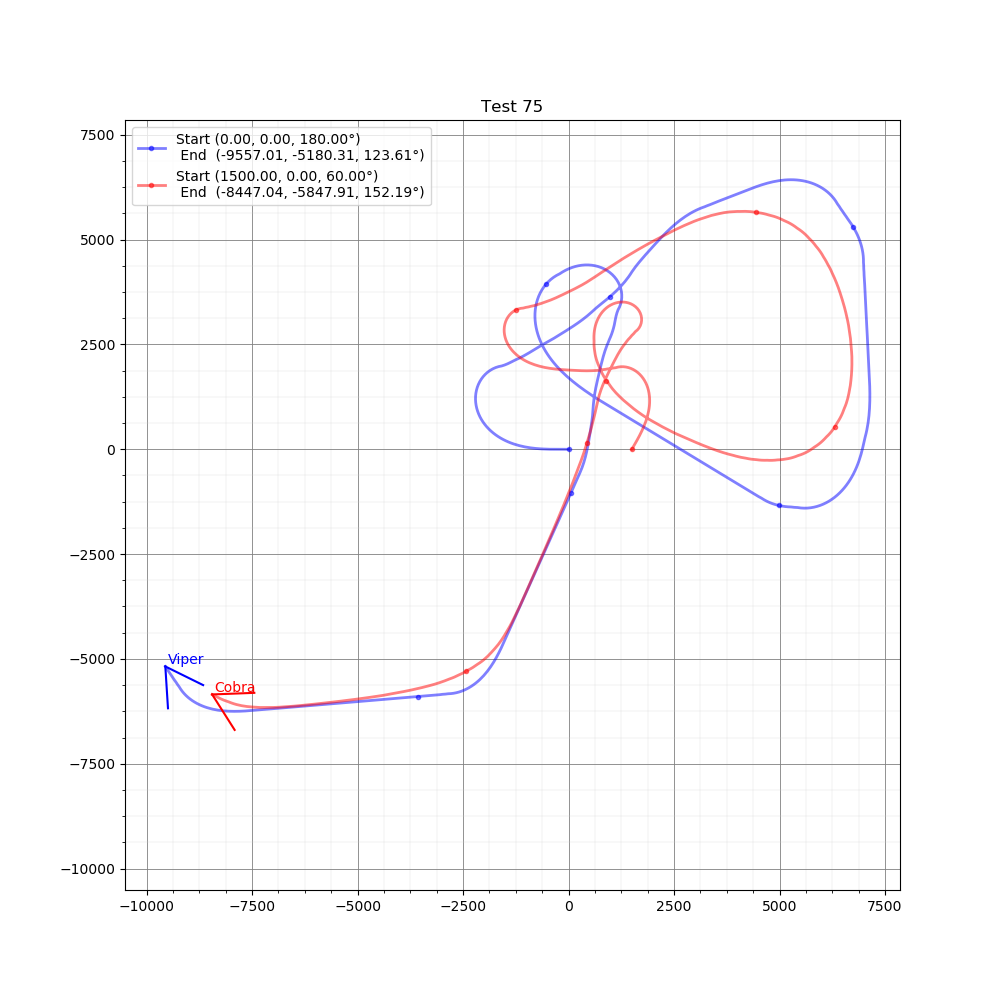 Test 75
Start (0.00, 0.00, 180.00°)
End (-9557.01, -5180.31, 123.61°)
Start (1500.00, 0.00, 60.00°)
End (-8447.04, -5847.91, 152.19°)
7500
5000
2500
0
−2500
−5000
−7500
−10000
Viper
Cobra
−10000 −7500 −5000 −2500 0 2500 5000 7500